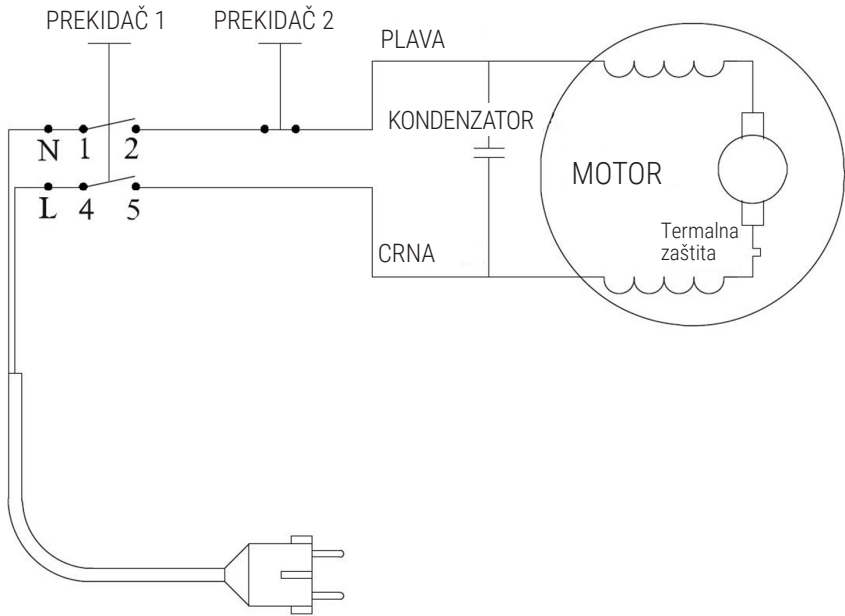 PREKIDAČ 1 PREKIDAČ 2
PLAVA
KONDENZATOR
N 1 2
MOTOR
L 4 5
Termalna
zaštita
CRNA